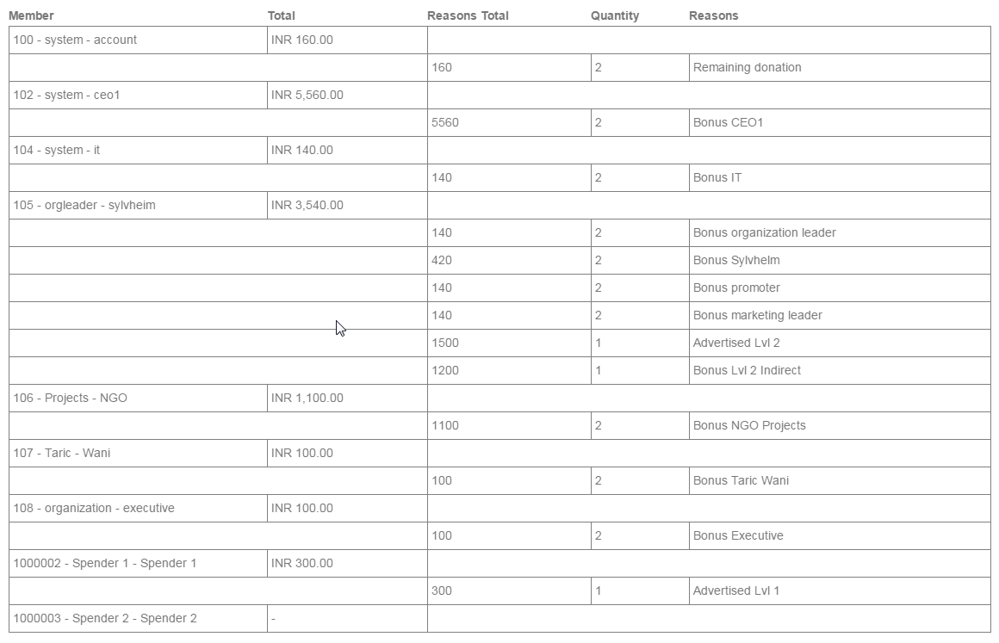 Member Total Reasons Total Quantity Reasons
100 - system - account INR 160.00
160 2 Remaining donation
102 - system - ceo1 INR 5,560.00
5560 2 Bonus CEO1
104 - system - it INR 140.00
140 2 Bonus IT
105 - orgleader - sylvheim INR 3,540.00
140 2 Bonus organization leader
420 2 Bonus Sylvhelm
140 2 Bonus promoter
140 2 Bonus marketing leader
1500 1 Advertised Lvl 2
1200 1 Bonus Lvl 2 Indirect
106 - Projects - NGO INR 1,100.00
1100 2 Bonus NGO Projects
107 - Taric - Wani INR 100.00
100 2 Bonus Taric Wani
108 - organization - executive INR 100.00
100 2 Bonus Executive
1000002 - Spender 1 - Spender 1 INR 300.00
300 1 Advertised Lvl 1
1000003 - Spender 2 - Spender 2 -